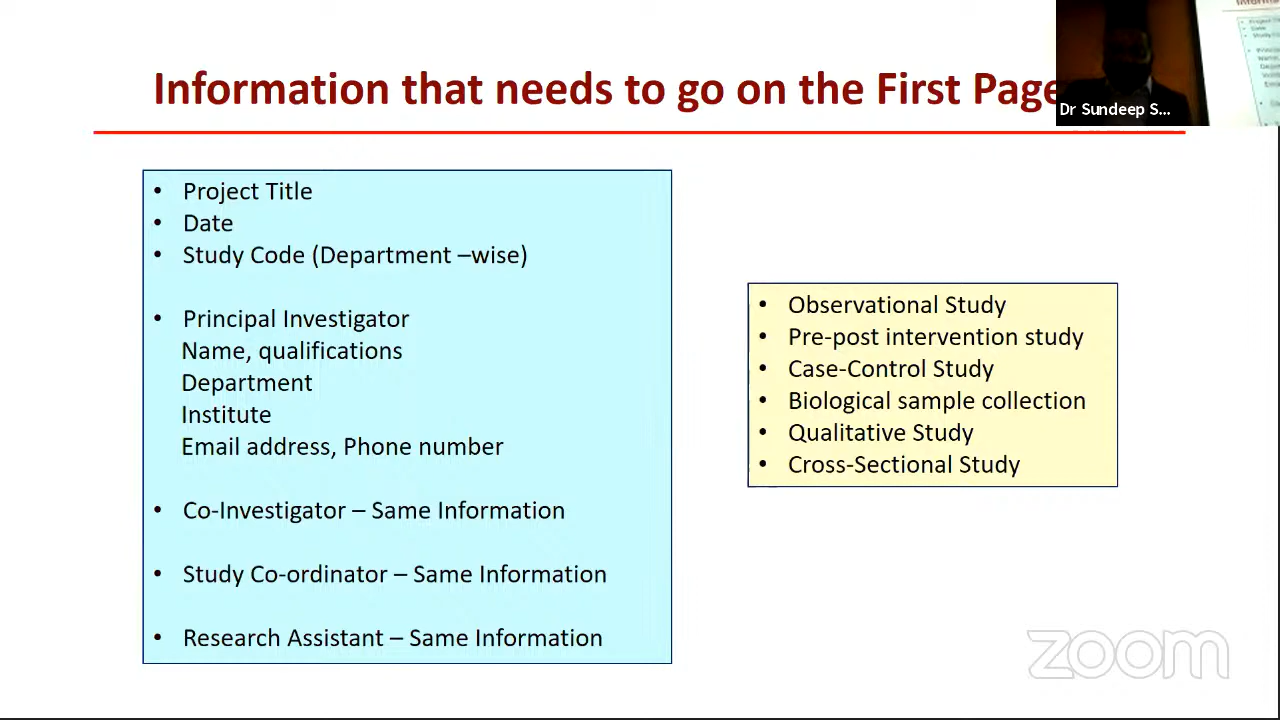 Information that needs to go on the First Page
Dr Sundeep S...
• Project Title
• Date
• Study Code (Department –wise)
• Principal Investigator
Name, qualifications
Department
Institute
Email address, Phone number
• Co-Investigator – Same Information
• Study Co-ordinator – Same Information
• Research Assistant – Same Information
• Observational Study
• Pre-post intervention study
• Case-Control Study
• Biological sample collection
• Qualitative Study
• Cross-Sectional Study
zoom